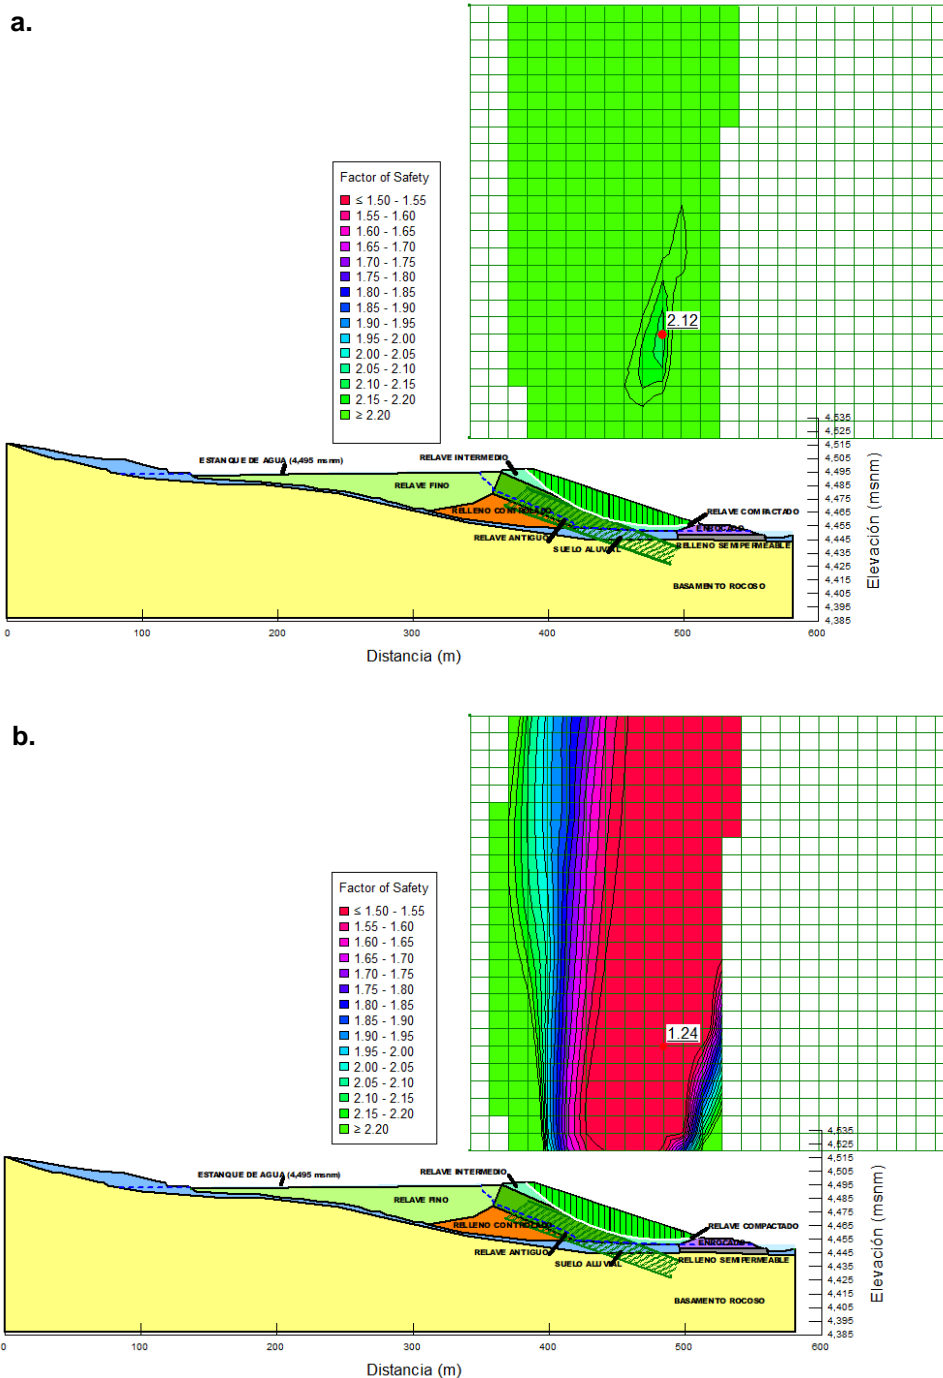 a.
Factor of Safety
≤ 1.50 - 1.55
1.55 - 1.60
1.60 - 1.65
1.65 - 1.70
1.70 - 1.75
1.75 - 1.80
1.80 - 1.85
1.85 - 1.90
1.90 - 1.95
1.95 - 2.00
2.00 - 2.05
2.05 - 2.10
2.10 - 2.15
2.15 - 2.20
≥ 2.20
2.12
ESTANQUE DE AGUA (4,495 msnm)
RELAVE INTERMEDIO
RELAVE FINO
RELLENO CONTROLADO
RELAVE COMPACTADO
ENROCADO
RELAVE ANTIGUO
SUELO ALUVIAL
RELLENO SEMIPERMEABLE
BASAMENTO ROCOSO
4,535
4,525
4,515
4,505
4,495
4,485
4,475
4,465
4,455
4,445
4,435
4,425
4,415
4,405
4,395
4,385
Elevación (msnm)
0 100 200 300 400 500 600
Distancia (m)
b.
Factor of Safety
≤ 1.50 - 1.55
1.55 - 1.60
1.60 - 1.65
1.65 - 1.70
1.70 - 1.75
1.75 - 1.80
1.80 - 1.85
1.85 - 1.90
1.90 - 1.95
1.95 - 2.00
2.00 - 2.05
2.05 - 2.10
2.10 - 2.15
2.15 - 2.20
≥ 2.20
1.24
ESTANQUE DE AGUA (4,495 msnm)
RELAVE INTERMEDIO
RELAVE FINO
RELLENO CONTROLADO
RELAVE COMPACTADO
ENROCADO
RELAVE ANTIGUO
SUELO ALUVIAL
RELLENO SEMIPERMEABLE
BASAMENTO ROCOSO
4,535
4,525
4,515
4,505
4,495
4,485
4,475
4,465
4,455
4,445
4,435
4,425
4,415
4,405
4,395
4,385
Elevación (msnm)
0 100 200 300 400 500 600
Distancia (m)